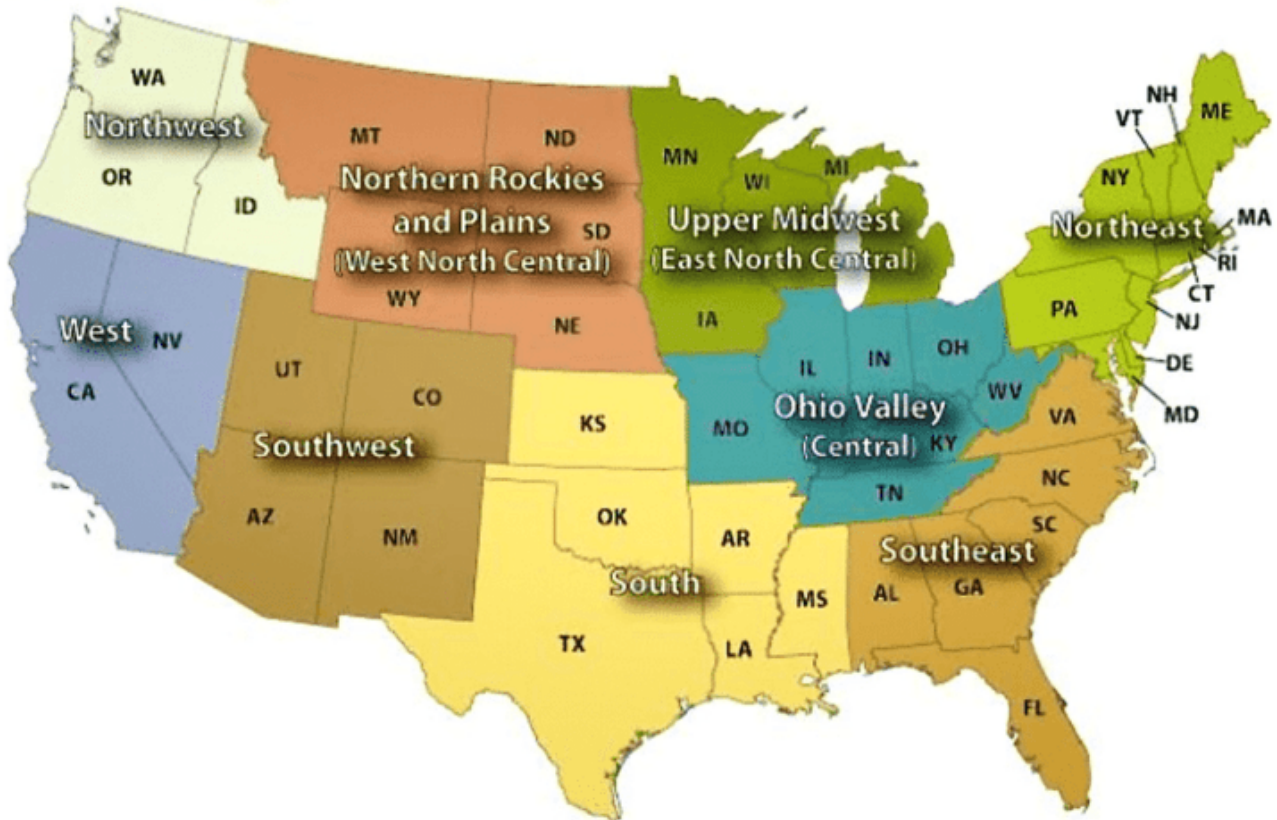 WA
Northwest
OR
ID
MT
ND
Northern Rockies
and Plains
(West North Central)
SD
WY
NE
MN
WI
MI
Upper Midwest
(East North Central)
IA
NH
VT
ME
NY
Northeast
MA
RI
CT
PA
NJ
DE
MD
West
NV
CA
UT
CO
Southwest
AZ
NM
IL
IN
OH
WV
Ohio Valley
(Central)
MO
KY
TN
KS
OK
AR
South
TX
LA
MS
VA
NC
SC
Southeast
AL
GA
FL